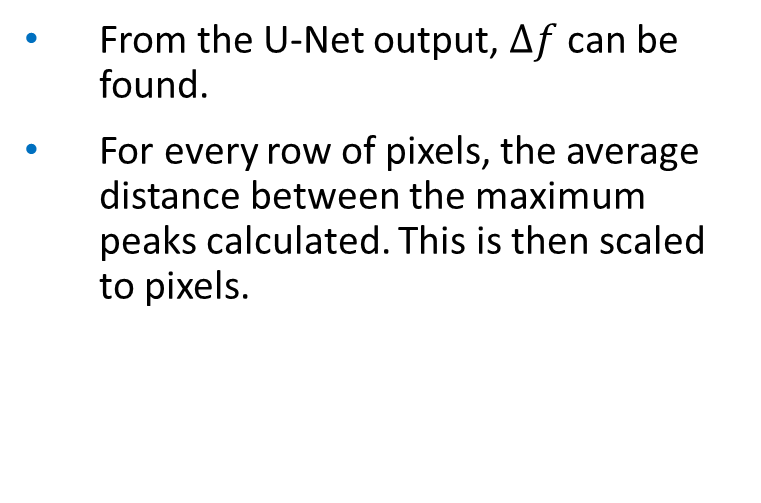 • From the U-Net output, Δ𝑓 can be
found.
• For every row of pixels, the average
distance between the maximum
peaks calculated. This is then scaled
to pixels.